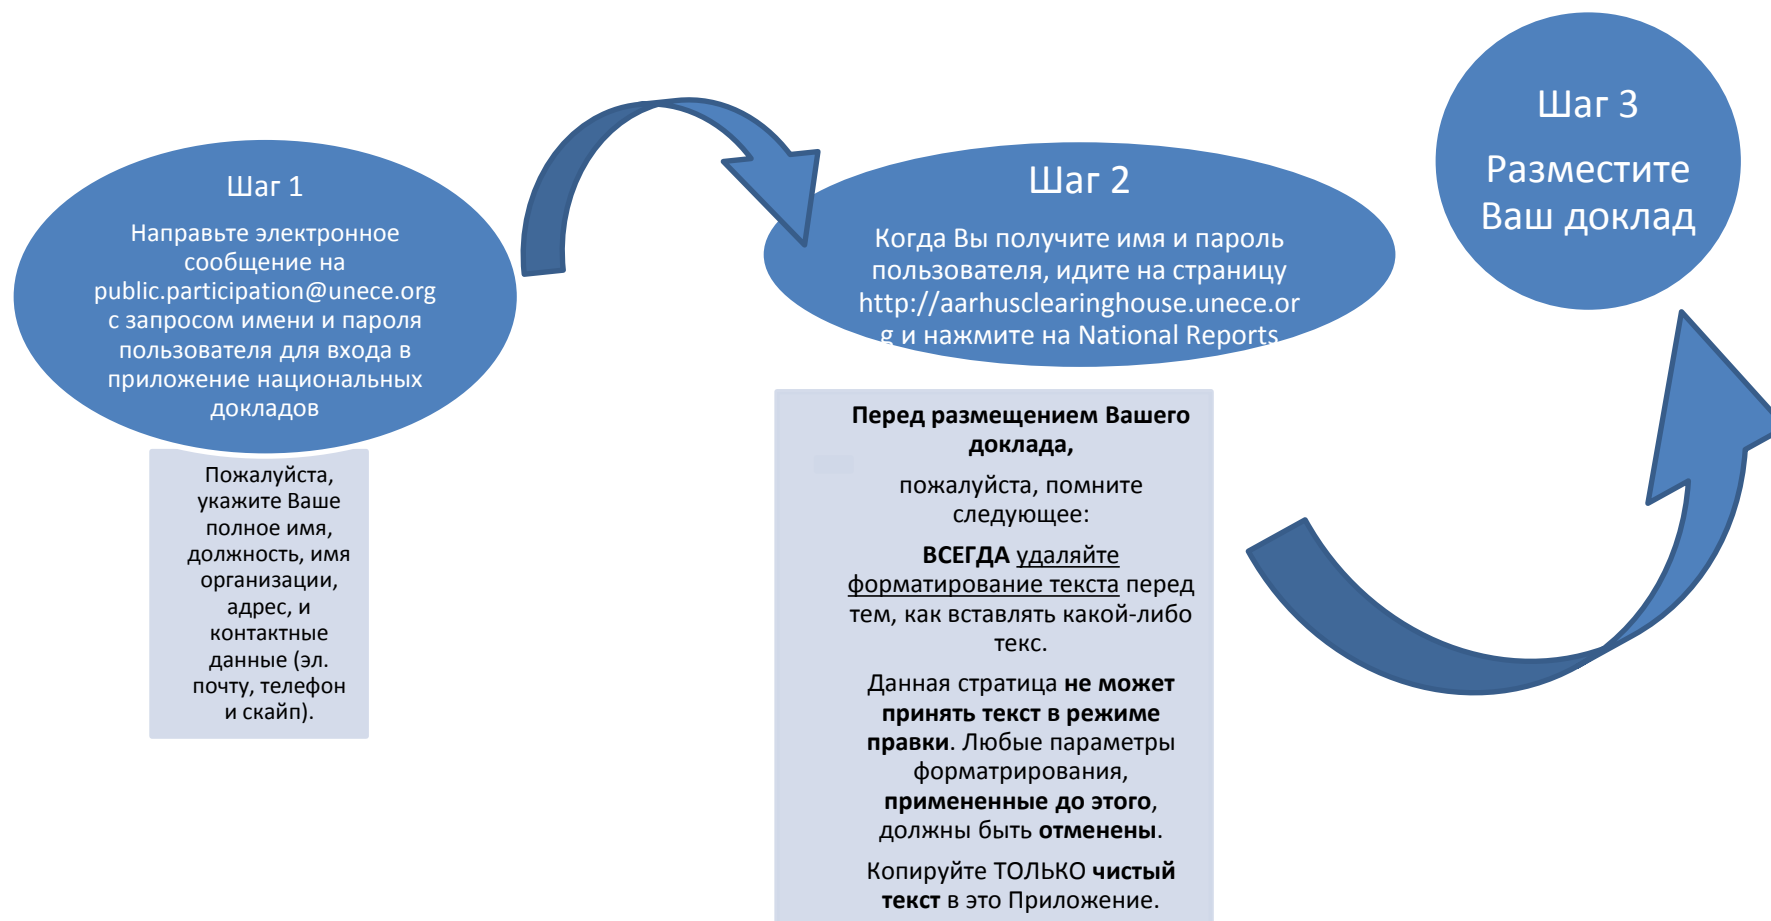 Шаг 1
Направьте электронное
сообщение на
public.participation@unece.org
с запросом имени и пароля
пользователя для входа в
приложение национальных
докладов
Пожалуйста,
укажите Ваше
полное имя,
должность, имя
организации,
адрес, и
контактные
данные (эл.
почту, телефон
и скайп).
Шаг 2
Когда Вы получите имя и пароль
пользователя, идите на страницу
http://aarhusclearinghouse.unece.or
g и нажмите на National Reports
Перед размещением Вашего
доклада,
пожалуйста, помните
следующее:
ВСЕГДА удаляйте
форматирование текста перед
тем, как вставлять какой-либо
текс.
Данная стратица не может
принять текст в режиме
правки. Любые параметры
форматрирования,
примененные до этого,
должны быть отменены.
Копируйте ТОЛЬКО чистый
текст в это Приложение.
Шаг 3
Разместите
Ваш доклад